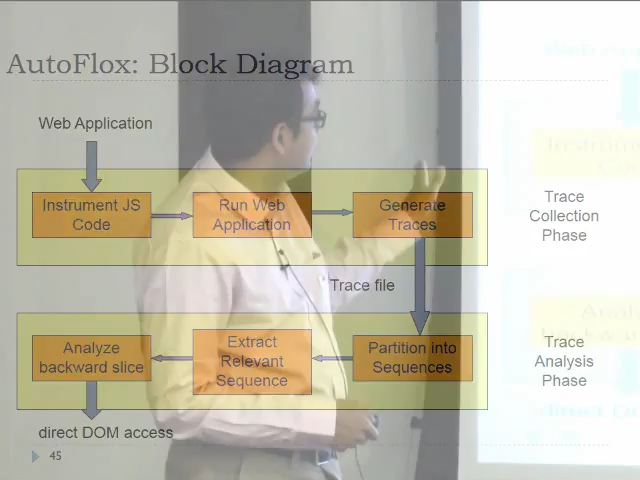 AutoFlox: Block Diagram
Web Application
Instrument JS
Code
Run Web
Application
Generate
Traces
Trace
Collection
Phase
Trace file
Analyze
backward slice
Extract
Relevant
Sequence
Partition into
Sequences
Trace
Analysis
Phase
direct DOM access
45